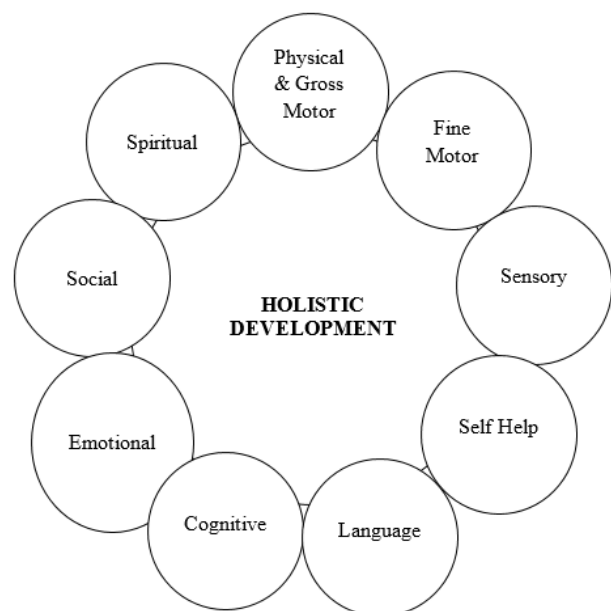 Physical
& Gross
Motor
Fine
Motor
Spiritual
Sensory
Social
HOLISTIC
DEVELOPMENT
Self Help
Emotional
Cognitive
Language